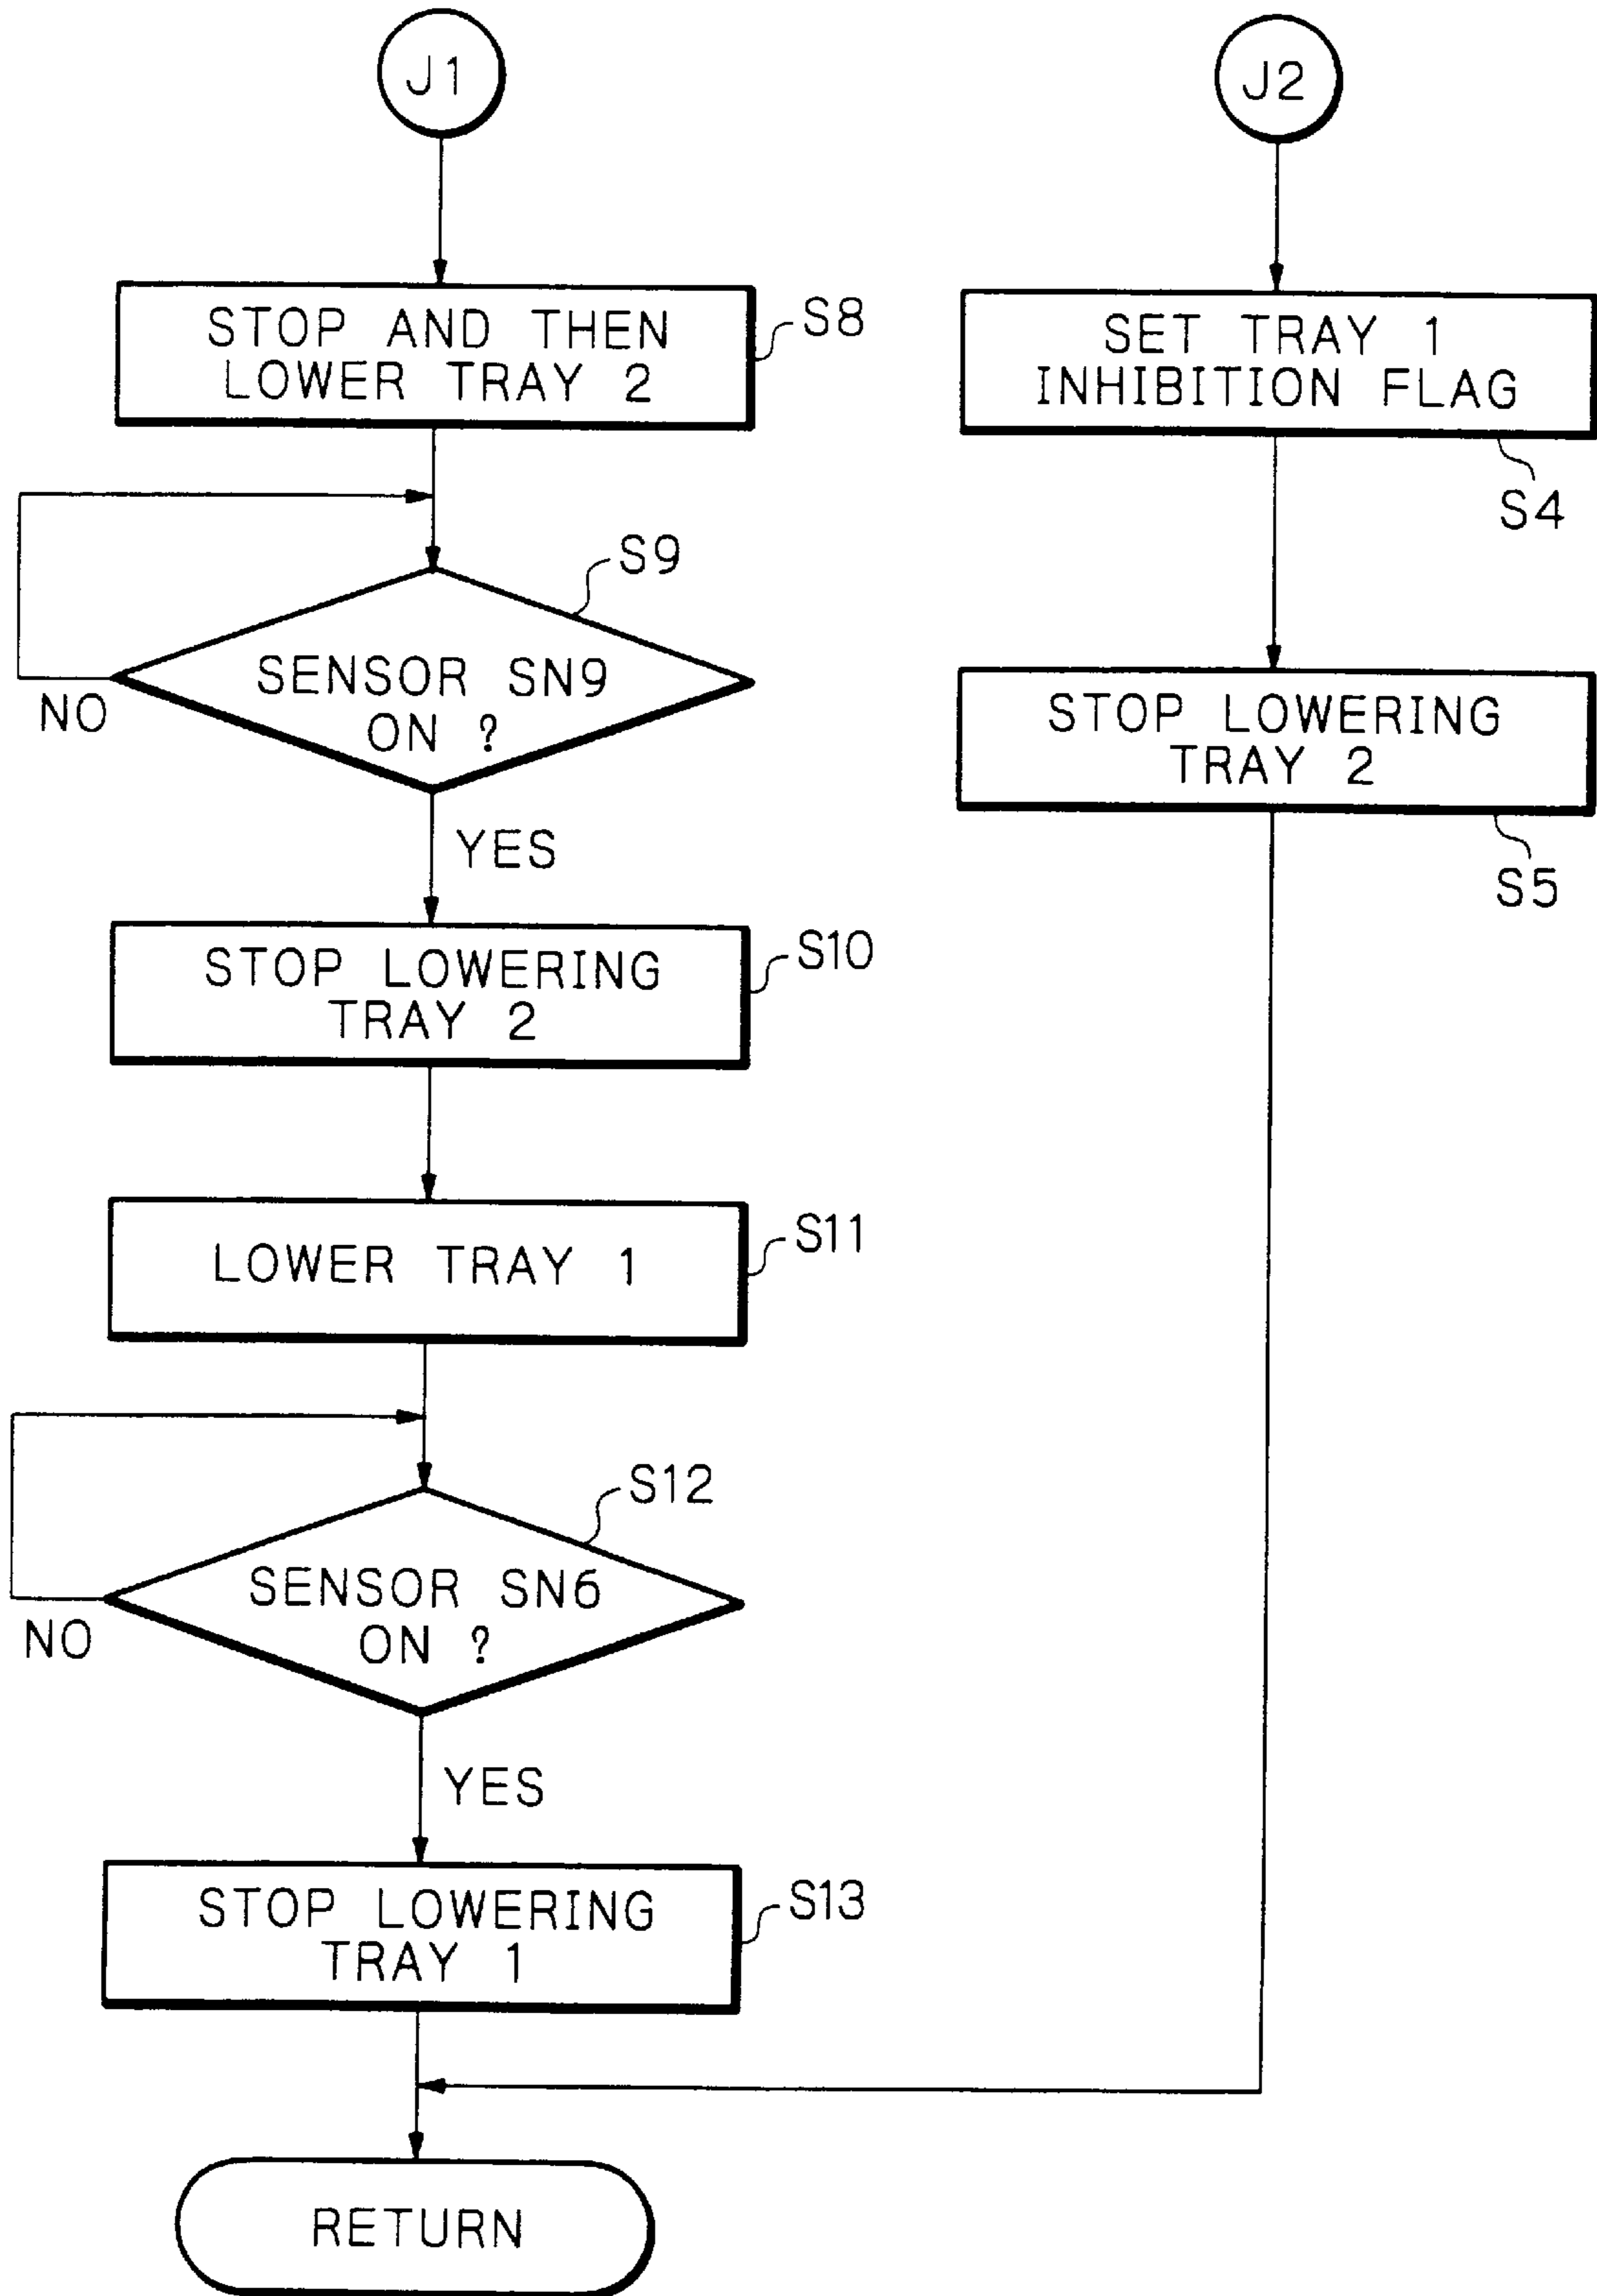 J1
STOP AND THEN
LOWER TRAY 2
S8
S9
SENSOR SN9
ON ?
NO
YES
STOP LOWERING
TRAY 2
S10
LOWER TRAY 1
S11
S12
SENSOR SN6
ON ?
NO
YES
STOP LOWERING
TRAY 1
S13
RETURN
J2
SET TRAY 1
INHIBITION FLAG
S4
STOP LOWERING
TRAY 2
S5